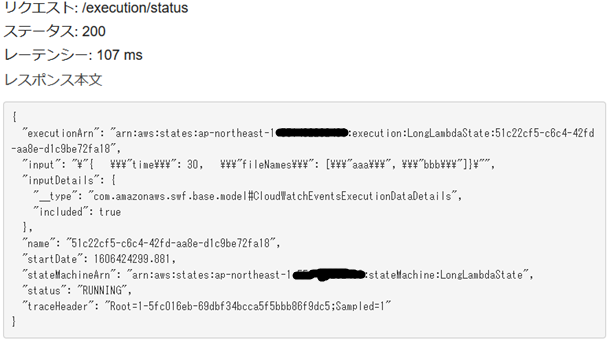 リクエスト: /execution/status
ステータス: 200
レーテンシー: 107 ms
レスポンス本文
{
"executionArn": "arn:aws:states:ap-northeast-1:execution:LongLambdaState:51c22cf5-c6c4-42fd
-aa8e-d1c9be72fa18",
"input": "\"{   \\\"time\\\": 30,   \\\"fileNames\\\": [\\\"aaa\\\", \\\"bbb\\\"]}\"",
"inputDetails": {
"__type": "com.amazonaws.swf.base.model#CloudWatchEventsExecutionDataDetails",
"included": true
},
"name": "51c22cf5-c6c4-42fd-aa8e-d1c9be72fa18",
"startDate": 1606424299.881,
"stateMachineArn": "arn:aws:states:ap-northeast-1:stateMachine:LongLambdaState",
"status": "RUNNING",
"traceHeader": "Root=1-5fc016eb-69dbf34bcca5f5bbb86f9dc5;Sampled=1"
}